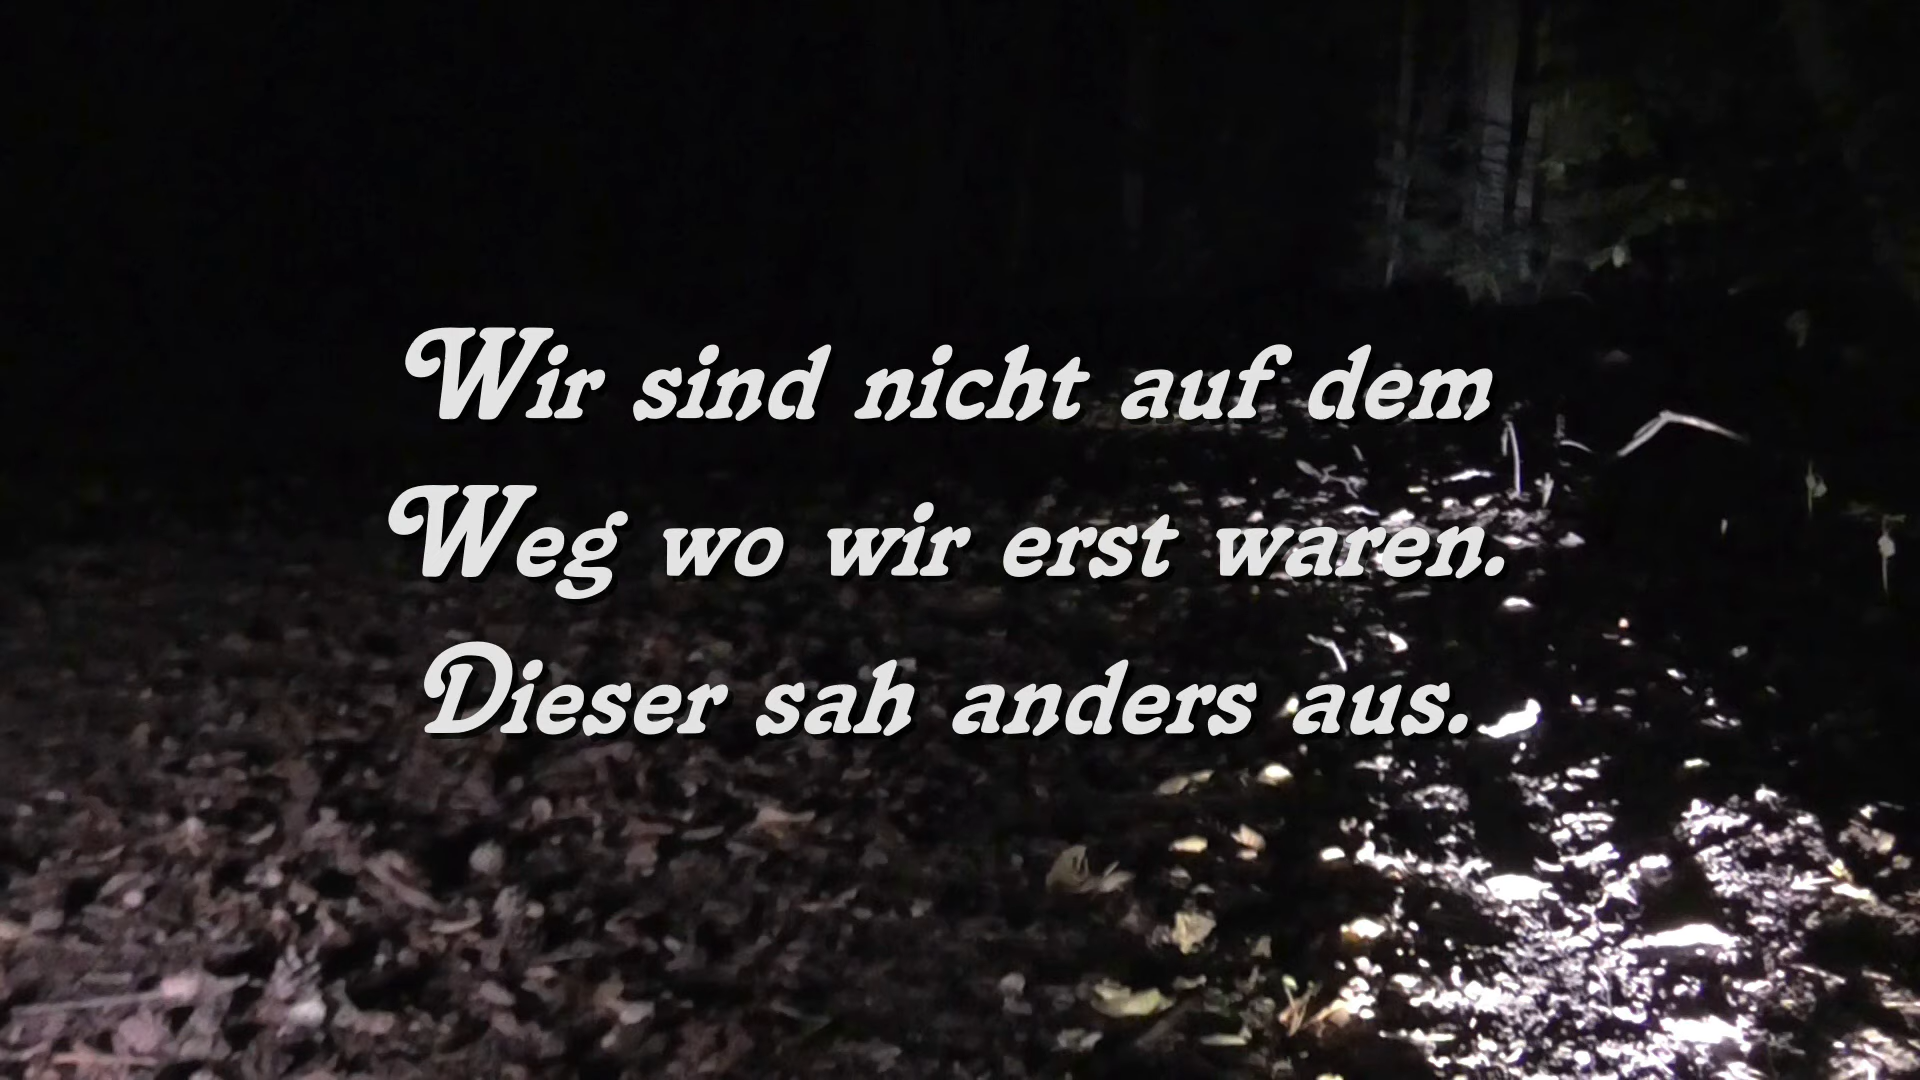 Wir sind nicht auf dem
Weg wo wir erst waren.
Dieser sah anders aus.